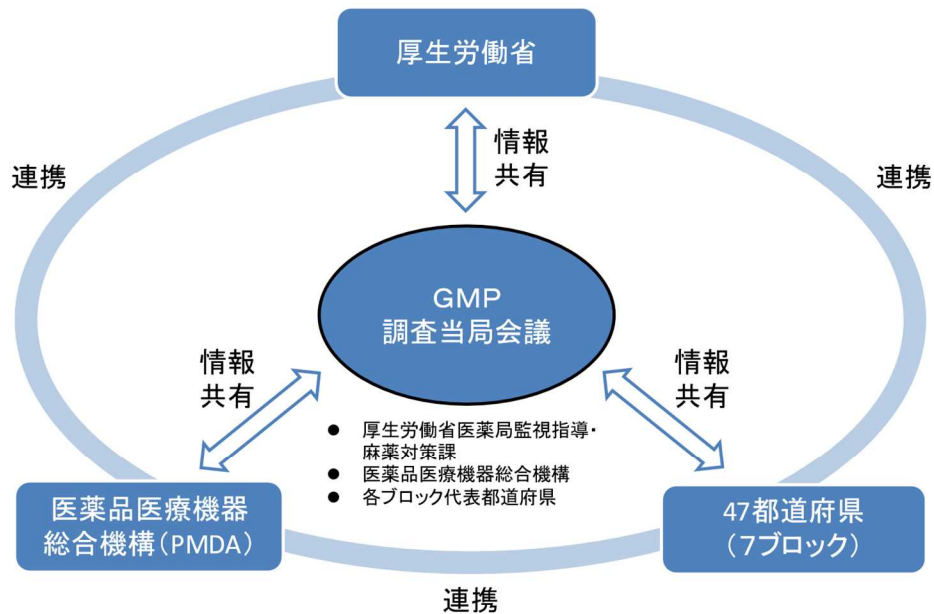 厚生労働省
情報
共有
連携
連携
GMP
調査当局会議
情報
共有
情報
共有
● 厚生労働省医薬局監視指導・
麻薬対策課
● 医薬品医療機器総合機構
● 各ブロック代表都道府県
医薬品医療機器
総合機構(PMDA)
47都道府県
(7ブロック)
連携